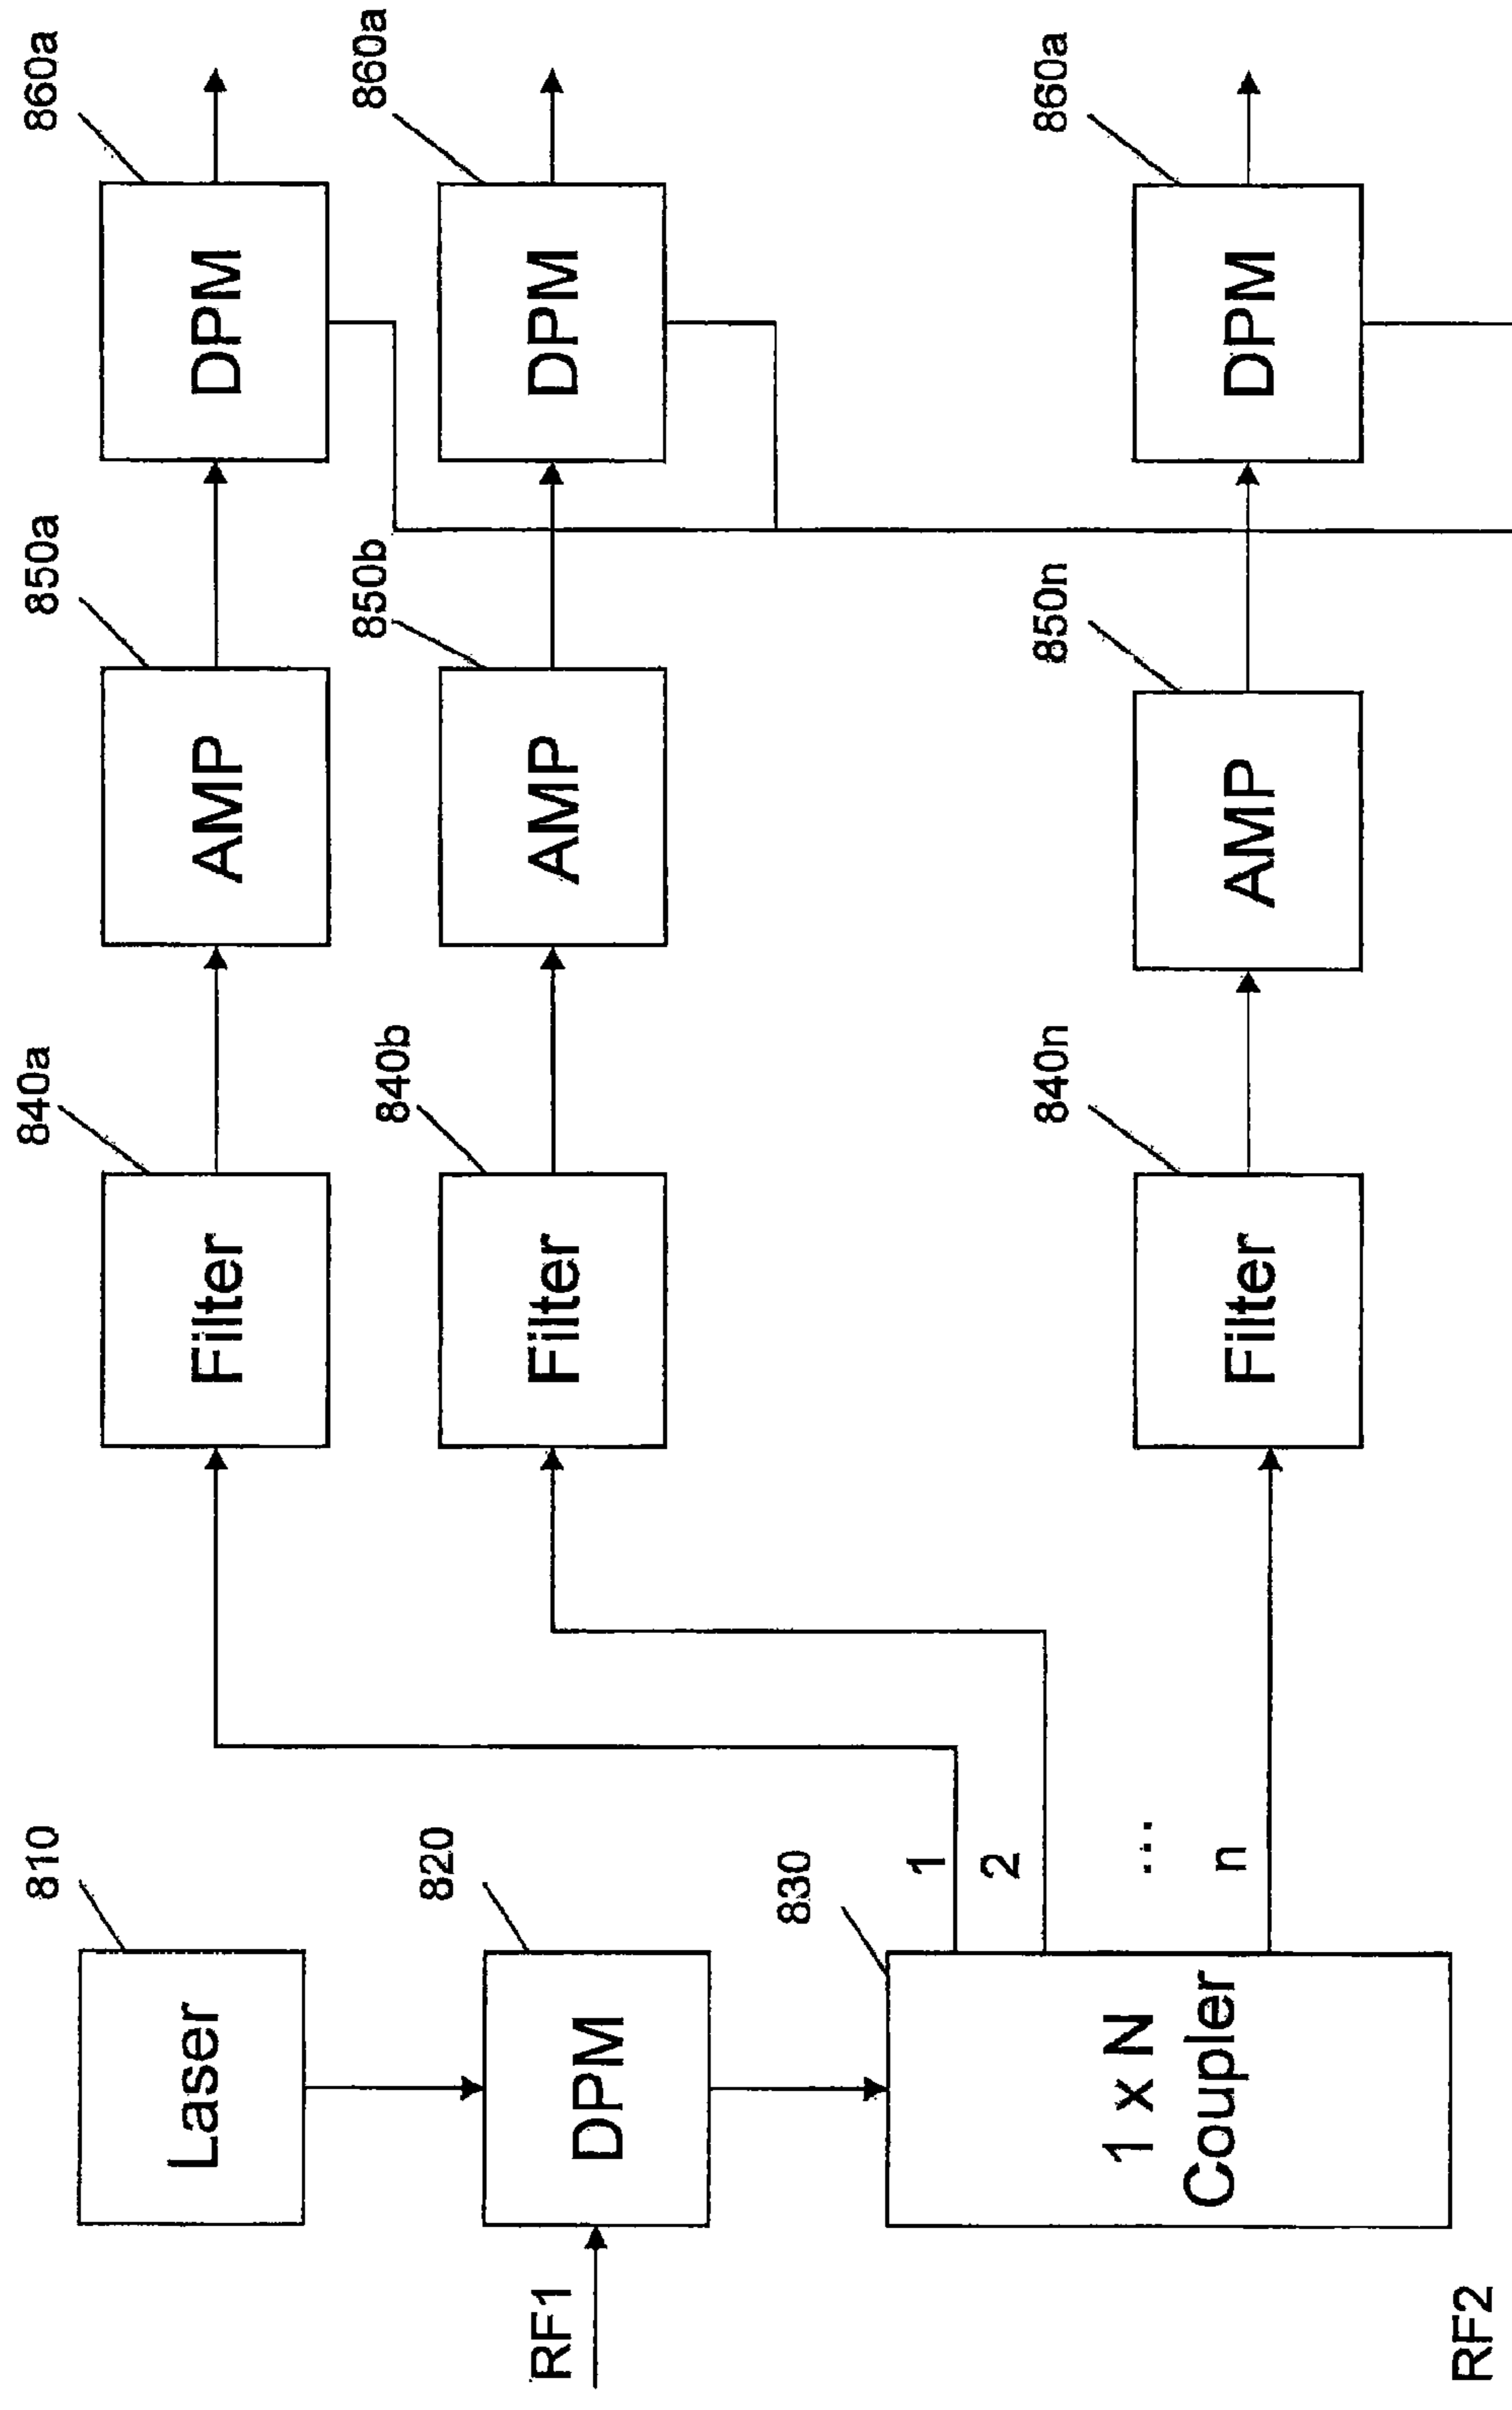 810
Laser
820
DPM
RF1
830
1 x N
Coupler
1
2
...
n
RF2
840a
Filter
850a
AMP
860a
DPM
840b
Filter
850b
AMP
860a
DPM
840n
Filter
850n
AMP
860a
DPM